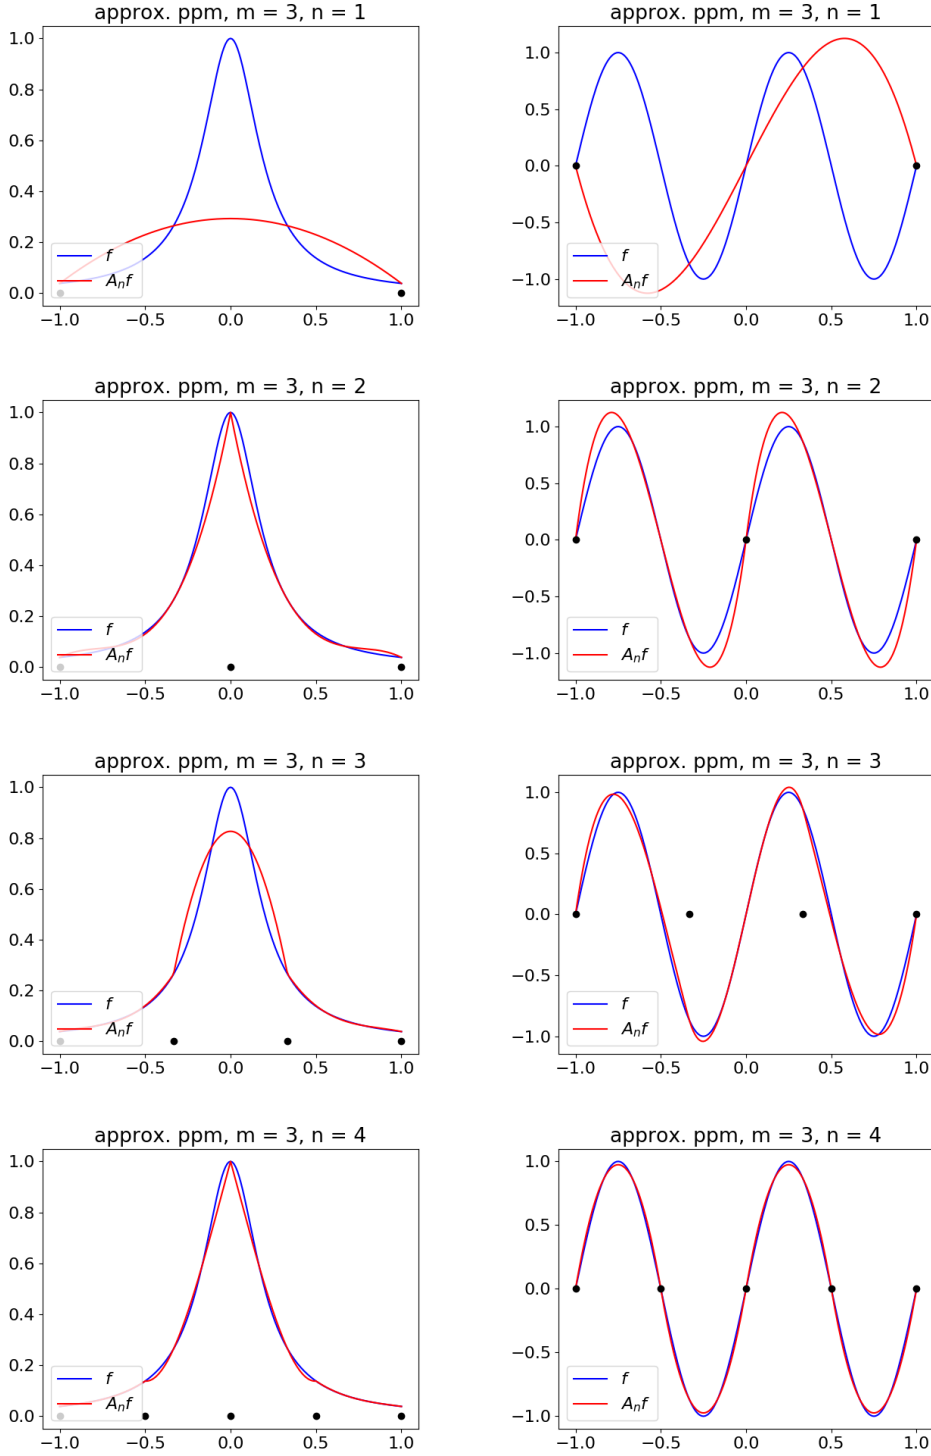 approx. ppm, m = 3, n = 1
1.0
0.8
0.6
0.4
0.2
0.0
f
Anf
−1.0 −0.5 0.0 0.5 1.0
approx. ppm, m = 3, n = 1
1.0
0.5
0.0
−0.5
−1.0
f
Anf
−1.0 −0.5 0.0 0.5 1.0
approx. ppm, m = 3, n = 2
1.0
0.8
0.6
0.4
0.2
0.0
f
Anf
−1.0 −0.5 0.0 0.5 1.0
approx. ppm, m = 3, n = 2
1.0
0.5
0.0
−0.5
−1.0
f
Anf
−1.0 −0.5 0.0 0.5 1.0
approx. ppm, m = 3, n = 3
1.0
0.8
0.6
0.4
0.2
0.0
f
Anf
−1.0 −0.5 0.0 0.5 1.0
approx. ppm, m = 3, n = 3
1.0
0.5
0.0
−0.5
−1.0
f
Anf
−1.0 −0.5 0.0 0.5 1.0
approx. ppm, m = 3, n = 4
1.0
0.8
0.6
0.4
0.2
0.0
f
Anf
−1.0 −0.5 0.0 0.5 1.0
approx. ppm, m = 3, n = 4
1.0
0.5
0.0
−0.5
−1.0
f
Anf
−1.0 −0.5 0.0 0.5 1.0